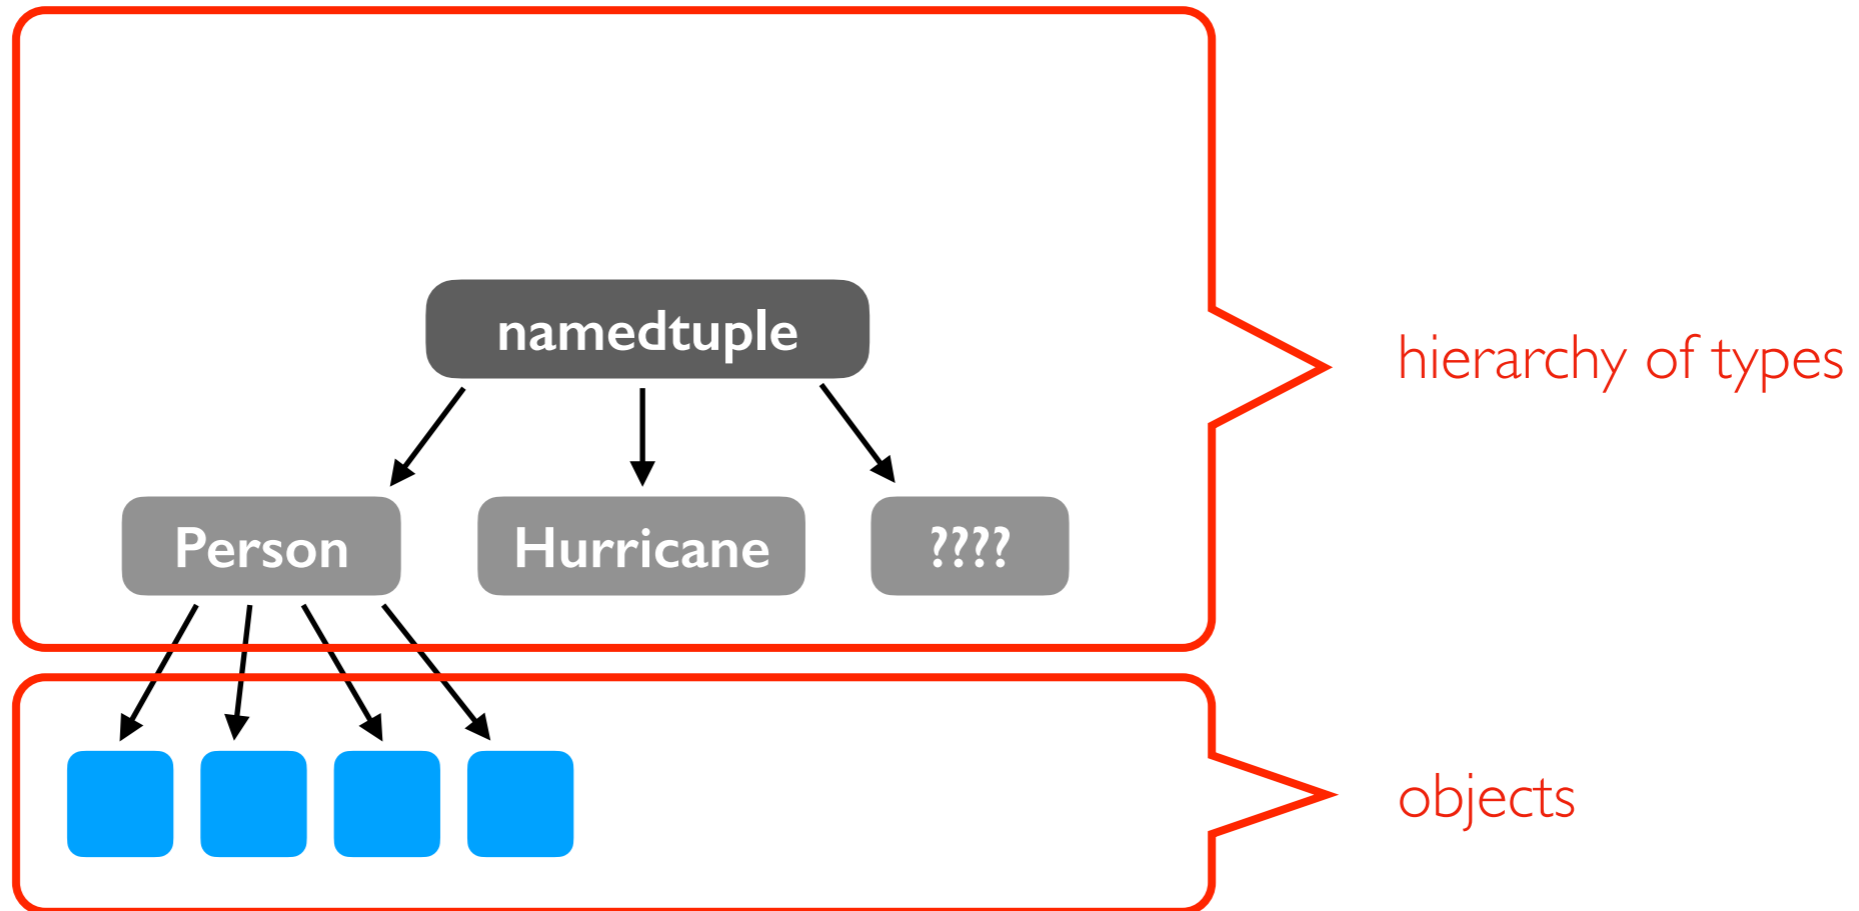 namedtuple
hierarchy of types
Person
Hurricane
????
objects